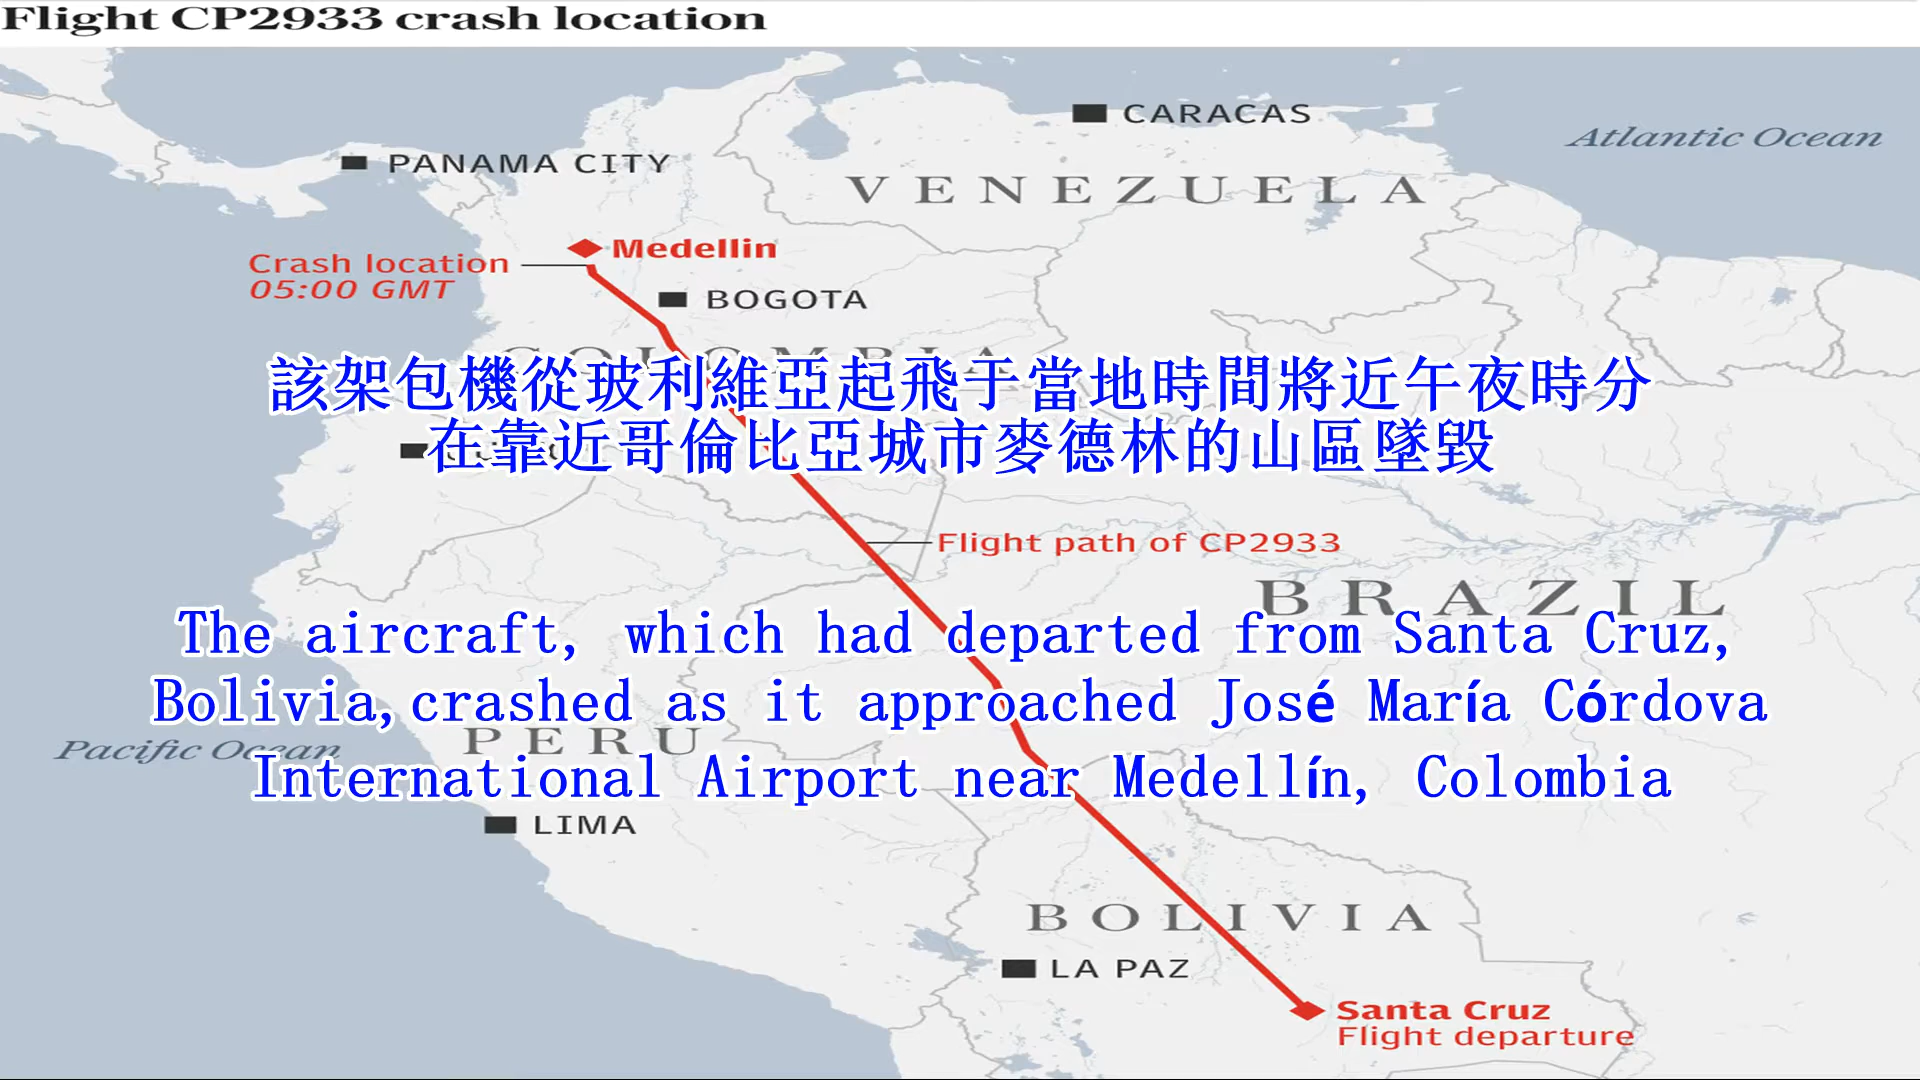 Flight CP2933 crash location
CARACAS
Atlantic Ocean
PANAMA CITY
VENEZUELA
Medellin
Crash location
05:00 GMT
BOGOTA
COLOMBIA
該架包機從玻利維亞起飛于當地時間將近午夜時分
在靠近哥倫比亞城市麥德林的山區墜毀
Flight path of CP2933
BRAZIL
The aircraft, which had departed from Santa Cruz,
Bolivia,crashed as it approached José María Córdova
Pacific Ocean
PERU
International Airport near Medellín, Colombia
LIMA
BOLIVIA
LA PAZ
Santa Cruz
Flight departure